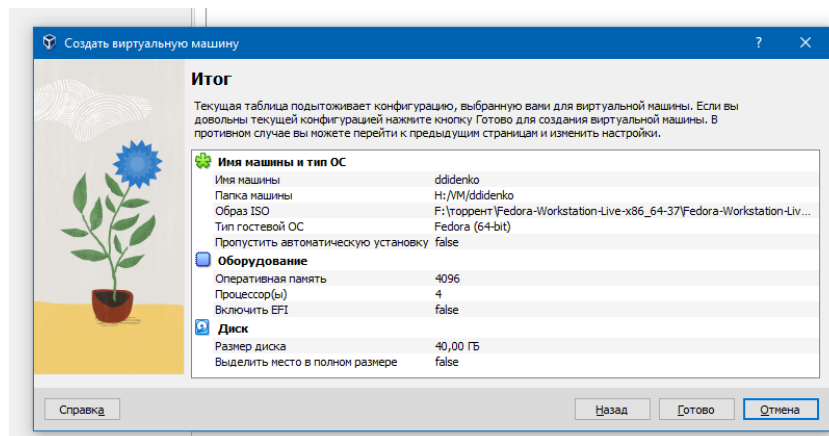 Создать виртуальную машину
Итог
Текущая таблица подытоживает конфигурацию, выбранную вами для виртуальной машины. Если вы
довольны текущей конфигурацией нажмите кнопку Готово для создания виртуальной машины. В
противном случае вы можете перейти к предыдущим страницам и изменить настройки.
Имя машины и тип ОС
Имя машины ddidenko
Папка машины H:/VM/ddidenko
Образ ISO F:\торрент\Fedora-Workstation-Live-x86_64-37\Fedora-Workstation-Liv...
Тип гостевой ОС Fedora (64-bit)
Пропустить автоматическую установку false
Оборудование
Оперативная память 4096
Процессор(ы) 4
Включить EFI false
Диск
Размер диска 40,00 ГБ
Выделить место в полном размере false
Справка Назад Готово Отмена